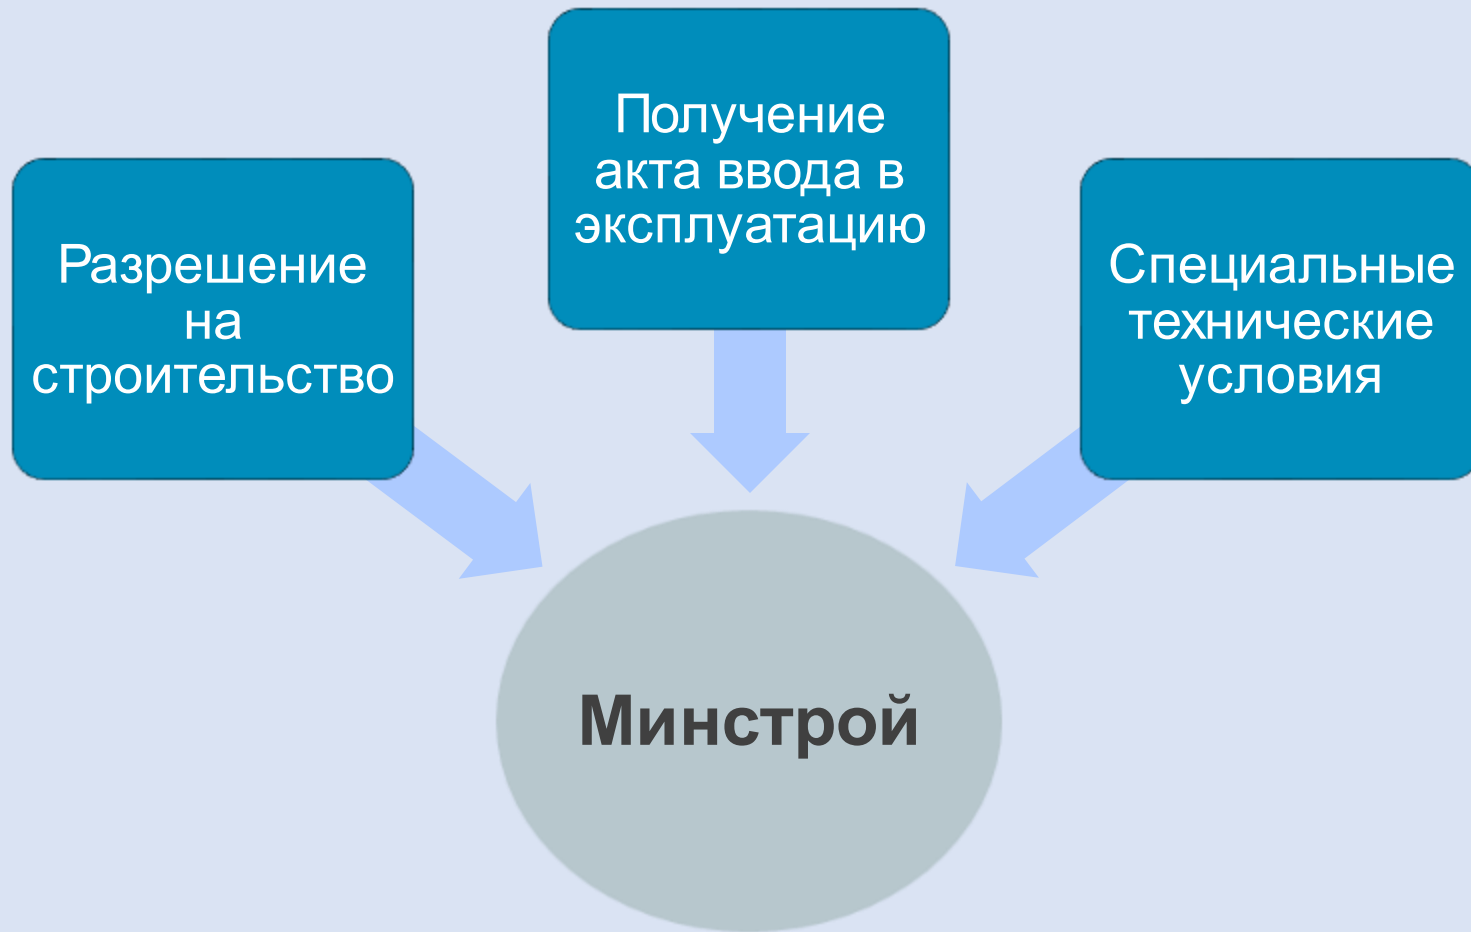 Разрешение
на
строительство
Получение
акта ввода в
эксплуатацию
Специальные
технические
условия
Минстрой